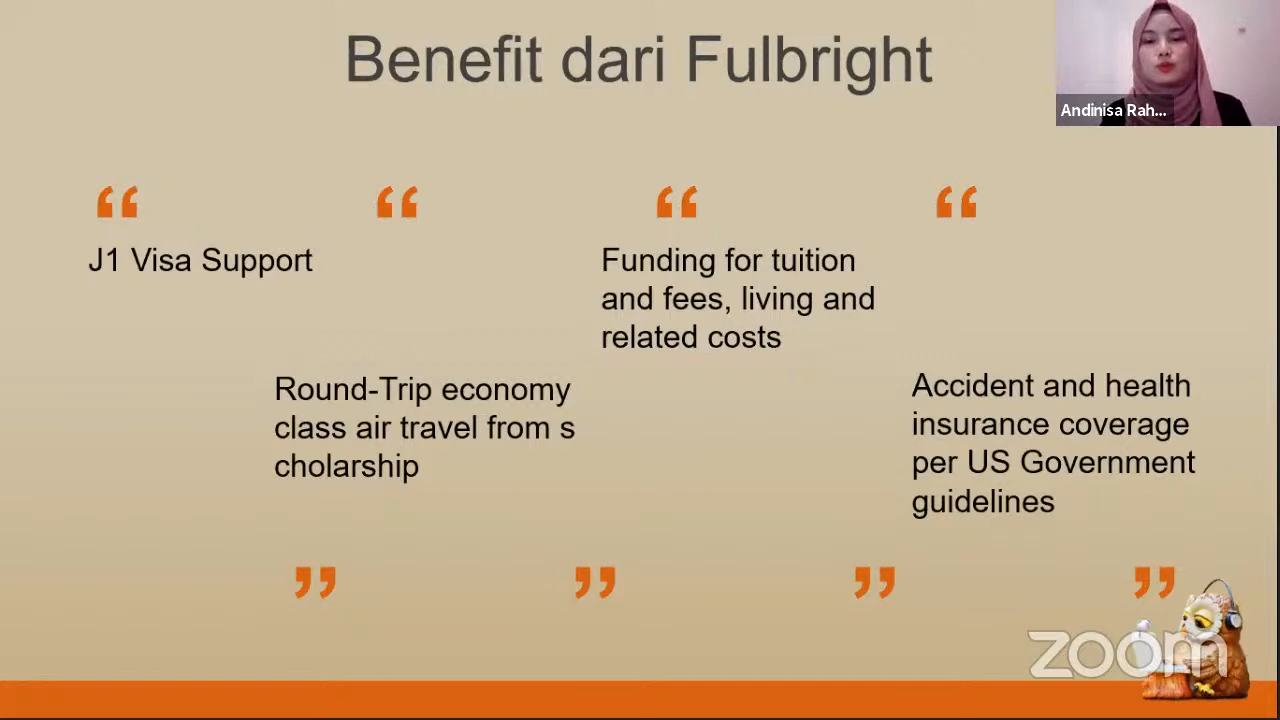 Benefit dari Fulbright
Andinisa Rah...
“ “ “ “
J1 Visa Support
Round-Trip economy
class air travel from s
cholarship
Funding for tuition
and fees, living and
related costs
Accident and health
insurance coverage
per US Government
guidelines
” ” ” ”
zoom